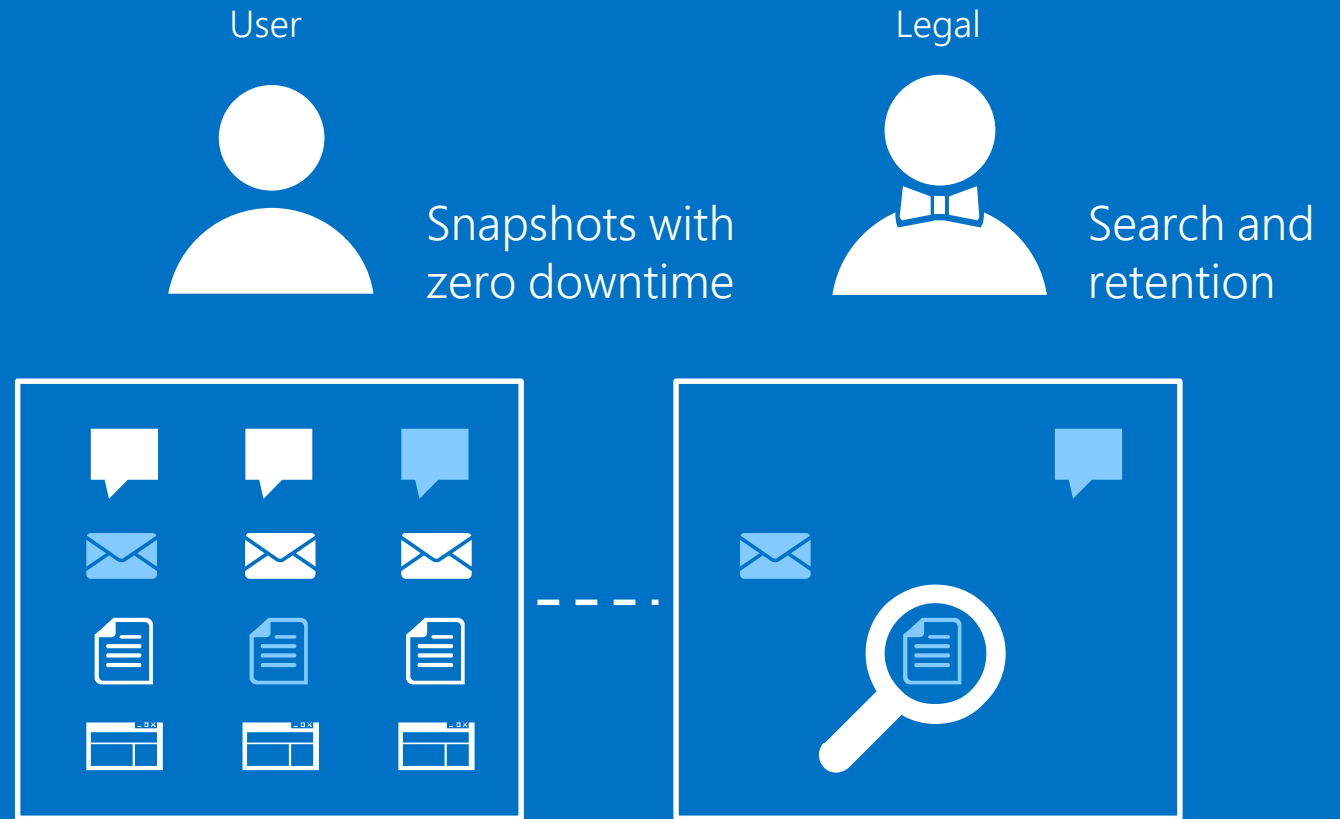 User
Legal
Snapshots with
zero downtime
Search and
retention